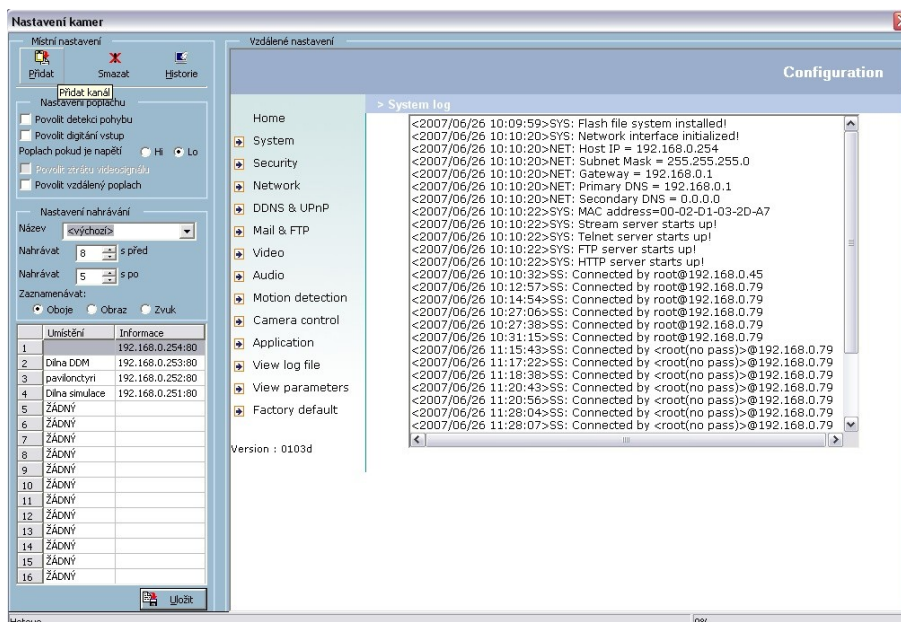 Nastavení kamer
Místní nastavení
Přidat Smazat Historie
Přidat kanál
Nastavení poplachu
Povolit detekci pohybu
Povolit digitání vstup
Poplach pokud je napětí Hi Lo
Povolit ztrátu videosignálu
Povolit vzdálený poplach
Nastavení nahrávání
Název <výchozí>
Nahrávat 8 s před
Nahrávat 5 s po
Zaznamenávat:
Oboje Obraz Zvuk
Umístění Informace
1 192.168.0.254:80
2 Dílna DDM 192.168.0.253:80
3 pavilonctyri 192.168.0.252:80
4 Dílna simulace 192.168.0.251:80
5 ŽÁDNÝ
6 ŽÁDNÝ
7 ŽÁDNÝ
8 ŽÁDNÝ
9 ŽÁDNÝ
10 ŽÁDNÝ
11 ŽÁDNÝ
12 ŽÁDNÝ
13 ŽÁDNÝ
14 ŽÁDNÝ
15 ŽÁDNÝ
16 ŽÁDNÝ
Uložit
Vzdálené nastavení
Configuration
> System log
Home
System
Security
Network
DDNS & UPnP
Mail & FTP
Video
Audio
Motion detection
Camera control
Application
View log file
View parameters
Factory default
Version : 0103d
<2007/06/26 10:09:59>SYS: Flash file system installed!
<2007/06/26 10:10:20>SYS: Network interface initialized!
<2007/06/26 10:10:20>NET: Host IP = 192.168.0.254
<2007/06/26 10:10:20>NET: Subnet Mask = 255.255.255.0
<2007/06/26 10:10:20>NET: Gateway = 192.168.0.1
<2007/06/26 10:10:20>NET: Primary DNS = 192.168.0.1
<2007/06/26 10:10:20>NET: Secondary DNS = 0.0.0.0
<2007/06/26 10:10:22>SYS: MAC address=00-02-D1-03-2D-A7
<2007/06/26 10:10:22>SYS: Stream server starts up!
<2007/06/26 10:10:22>SYS: Telnet server starts up!
<2007/06/26 10:10:22>SYS: FTP server starts up!
<2007/06/26 10:10:22>SYS: HTTP server starts up!
<2007/06/26 10:10:32>SS: Connected by root@192.168.0.45
<2007/06/26 10:12:57>SS: Connected by root@192.168.0.79
<2007/06/26 10:14:54>SS: Connected by root@192.168.0.79
<2007/06/26 10:27:06>SS: Connected by root@192.168.0.79
<2007/06/26 10:27:38>SS: Connected by root@192.168.0.79
<2007/06/26 10:31:15>SS: Connected by root@192.168.0.79
<2007/06/26 11:15:43>SS: Connected by <root(no pass)>@192.168.0.79
<2007/06/26 11:17:22>SS: Connected by <root(no pass)>@192.168.0.79
<2007/06/26 11:18:38>SS: Connected by <root(no pass)>@192.168.0.79
<2007/06/26 11:20:43>SS: Connected by <root(no pass)>@192.168.0.79
<2007/06/26 11:20:56>SS: Connected by <root(no pass)>@192.168.0.79
<2007/06/26 11:28:04>SS: Connected by <root(no pass)>@192.168.0.79
<2007/06/26 11:28:07>SS: Connected by <root(no pass)>@192.168.0.79